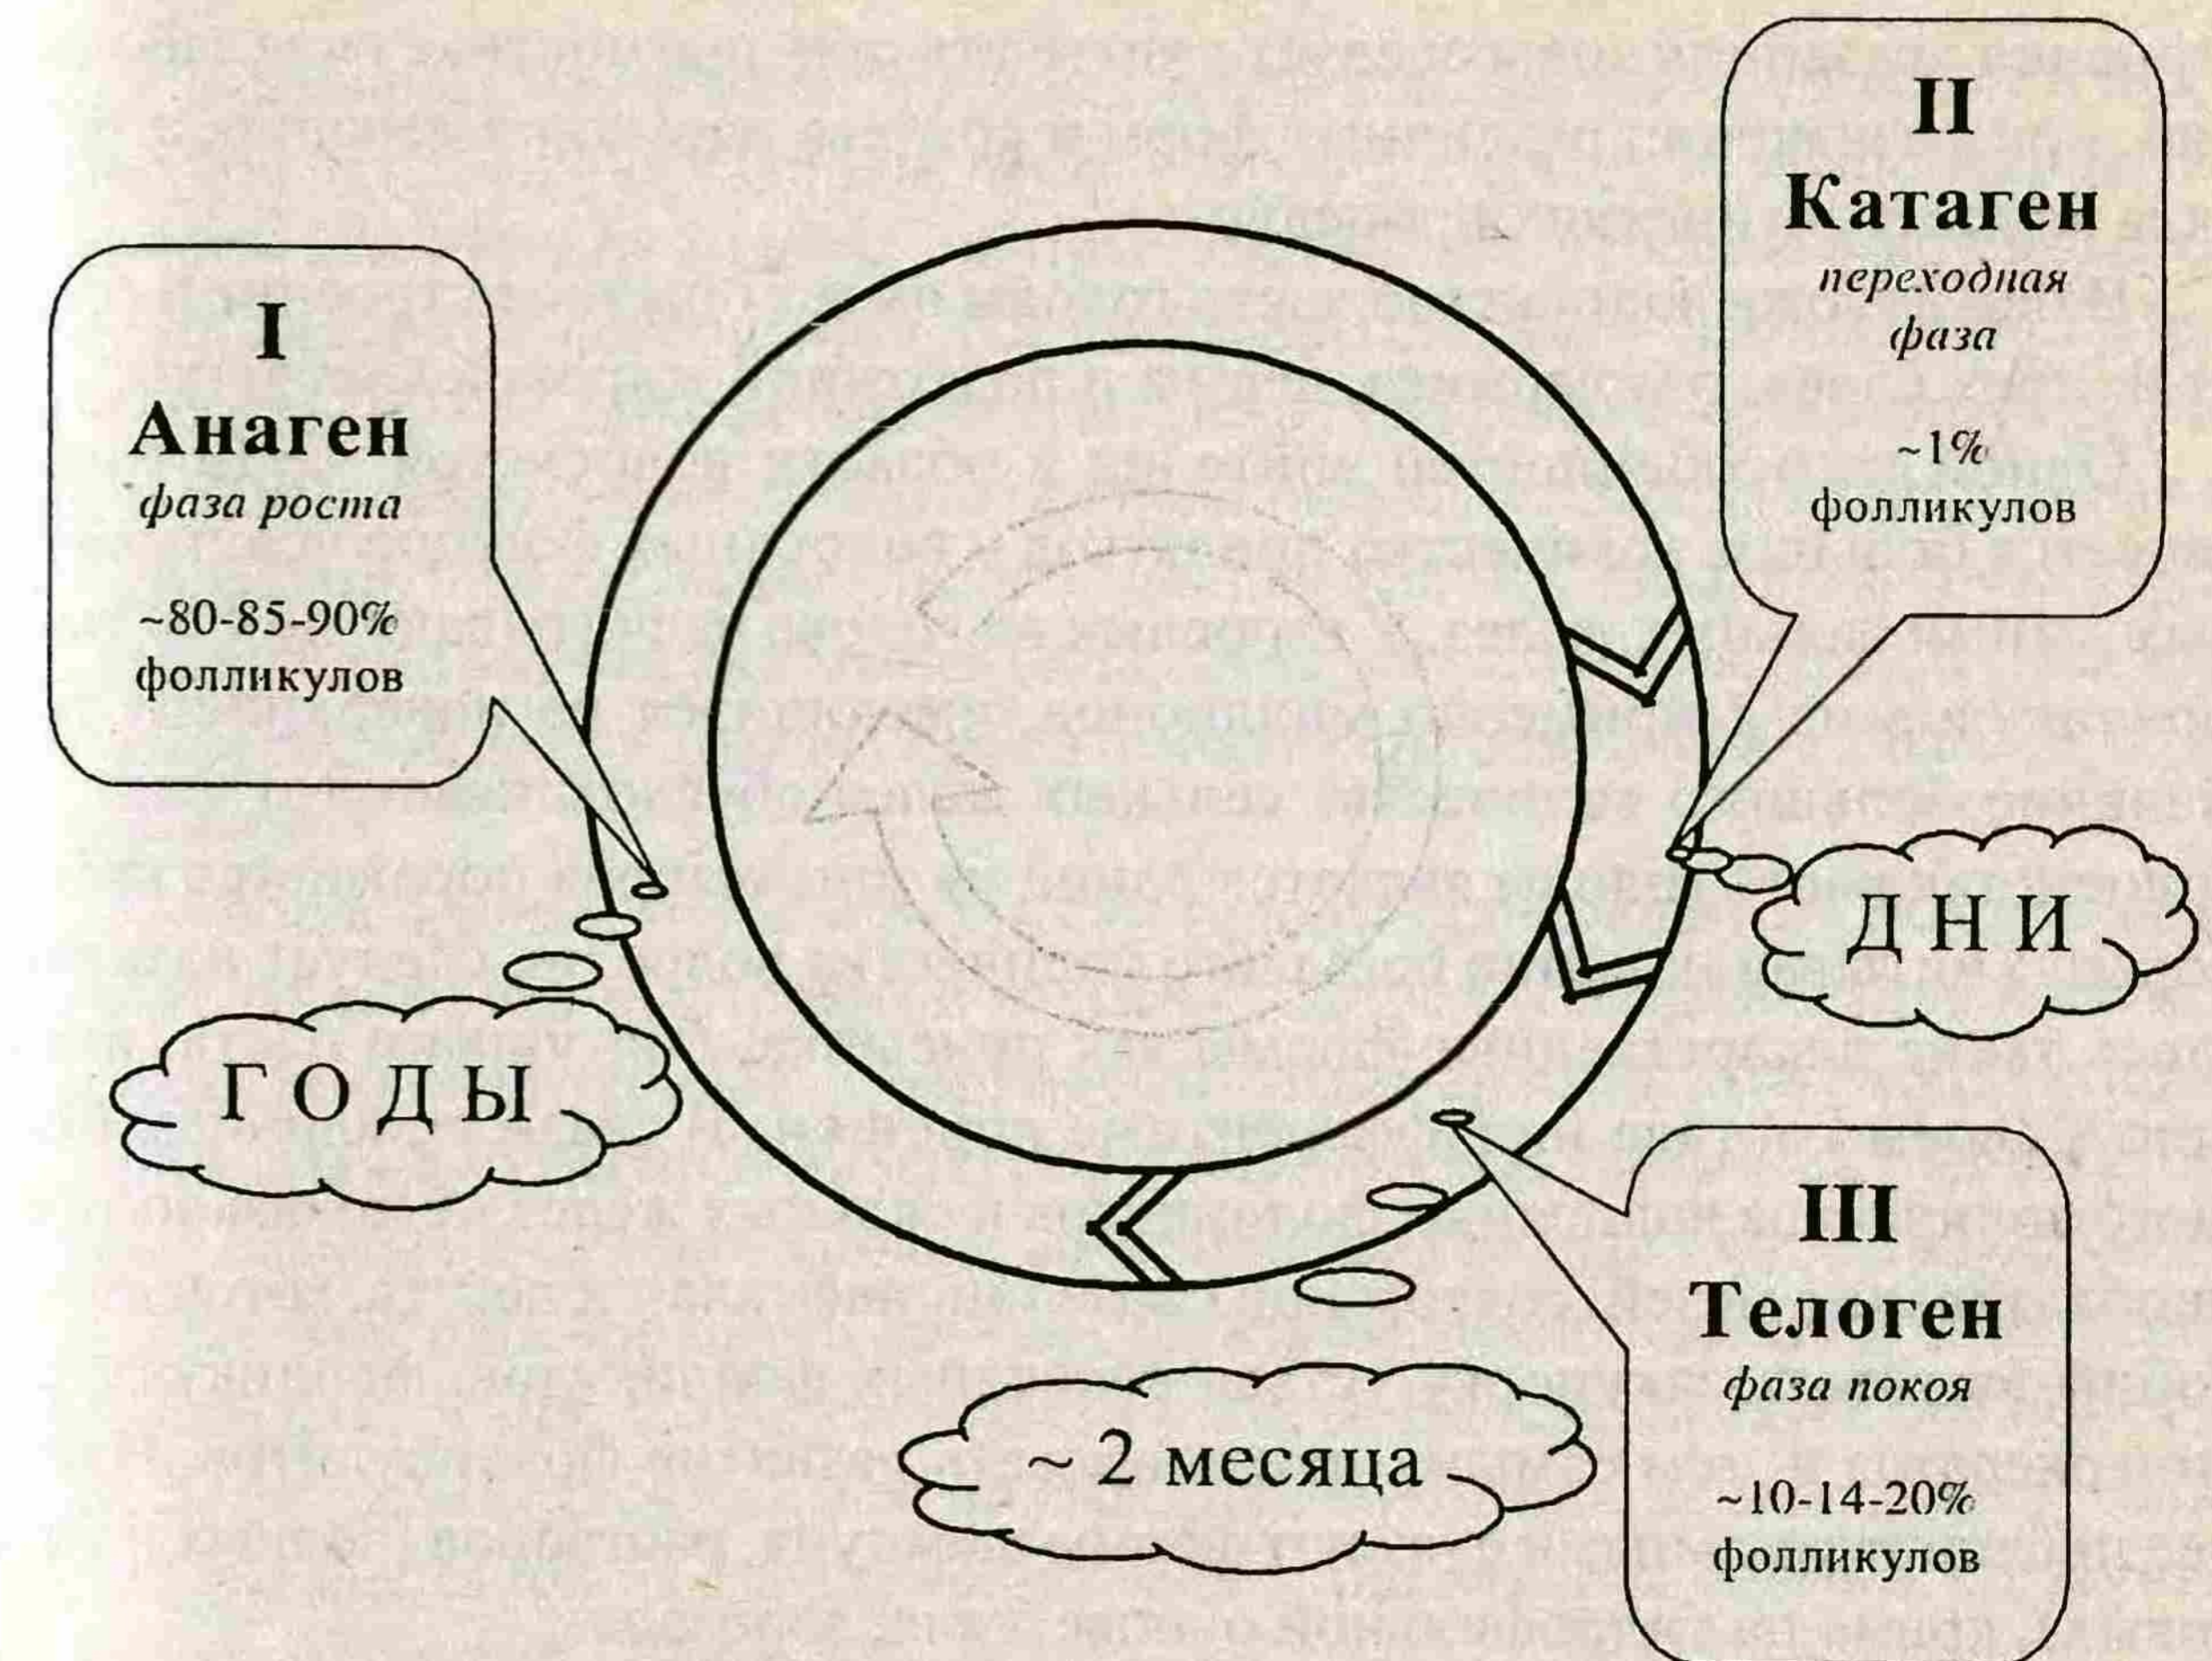 I
Анаген
фаза роста
~80-85-90%
фолликулов
II
Катаген
переходная
фаза
~1%
фолликулов
ДНИ
ГОДЫ
~ 2 месяца
III
Телоген
фаза покоя
~10-14-20%
фолликулов